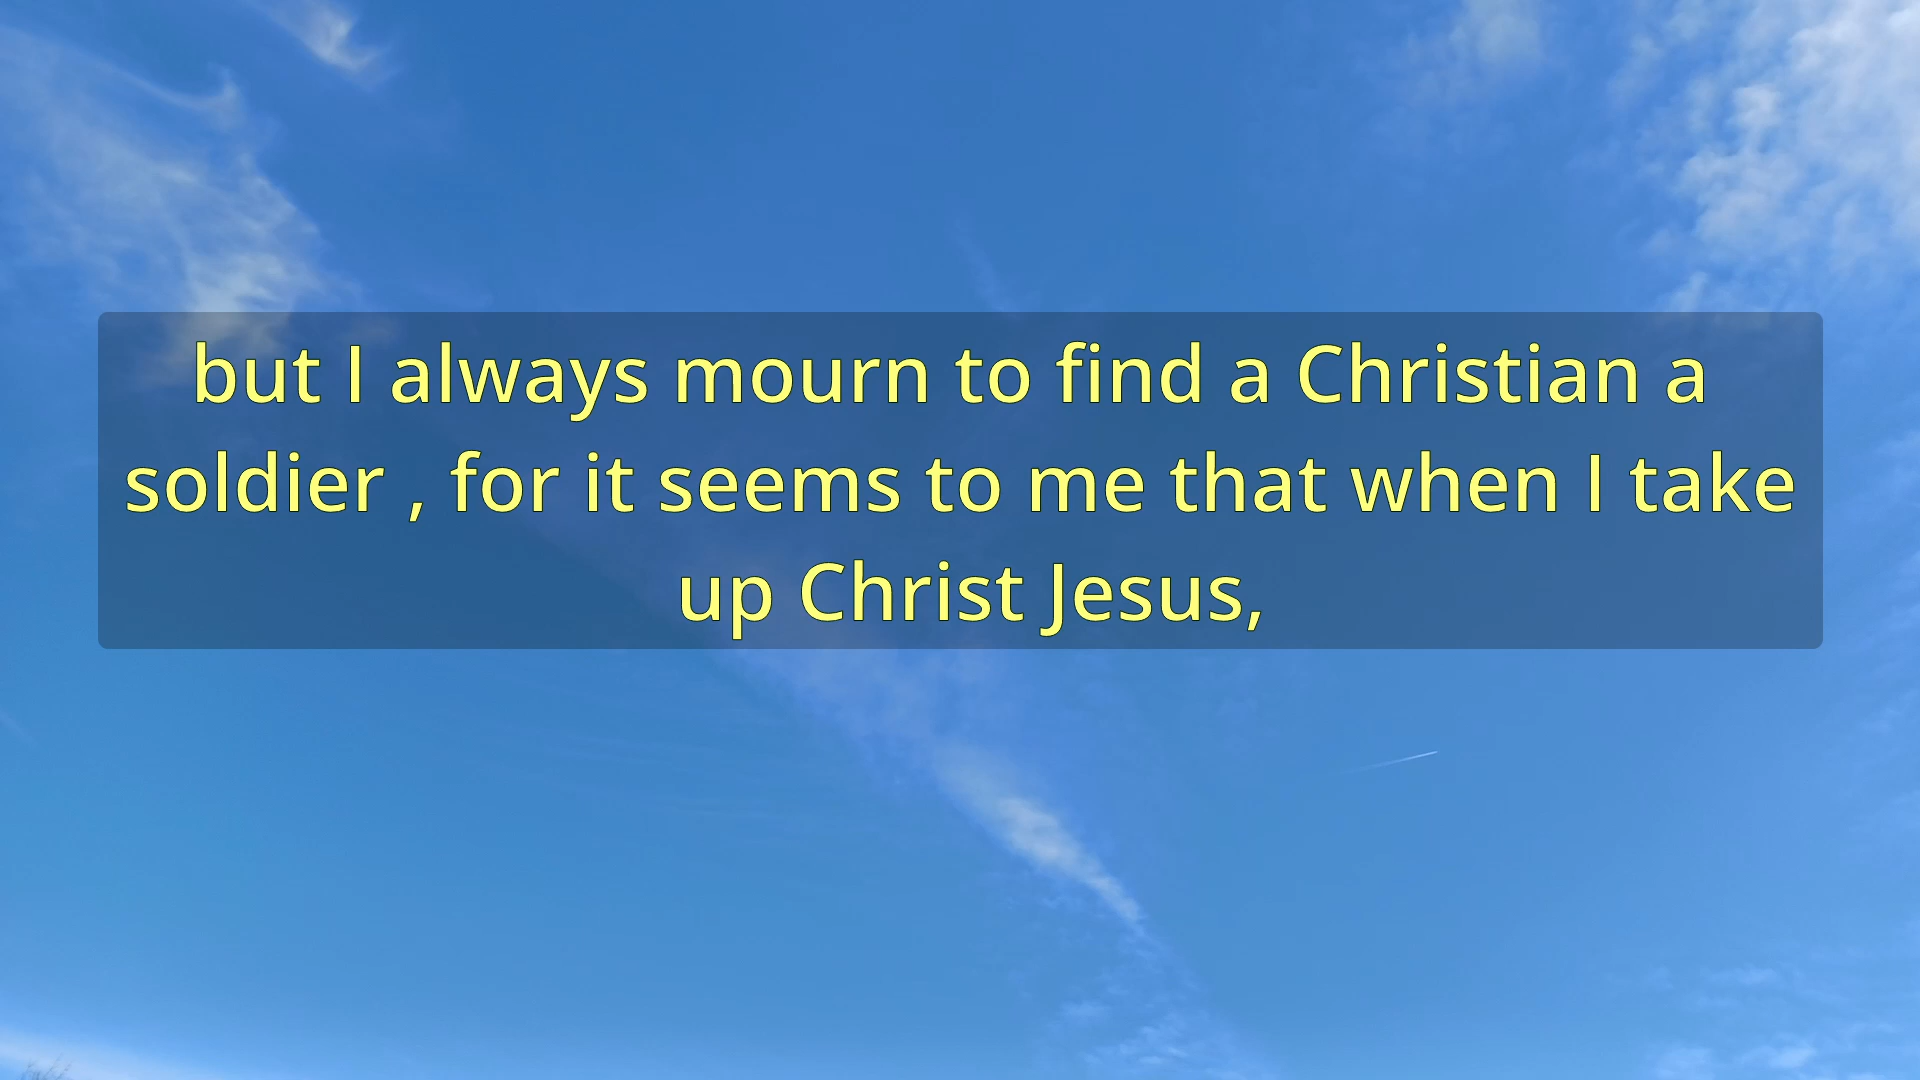 but I always mourn to find a Christian a
soldier , for it seems to me that when I take
up Christ Jesus,